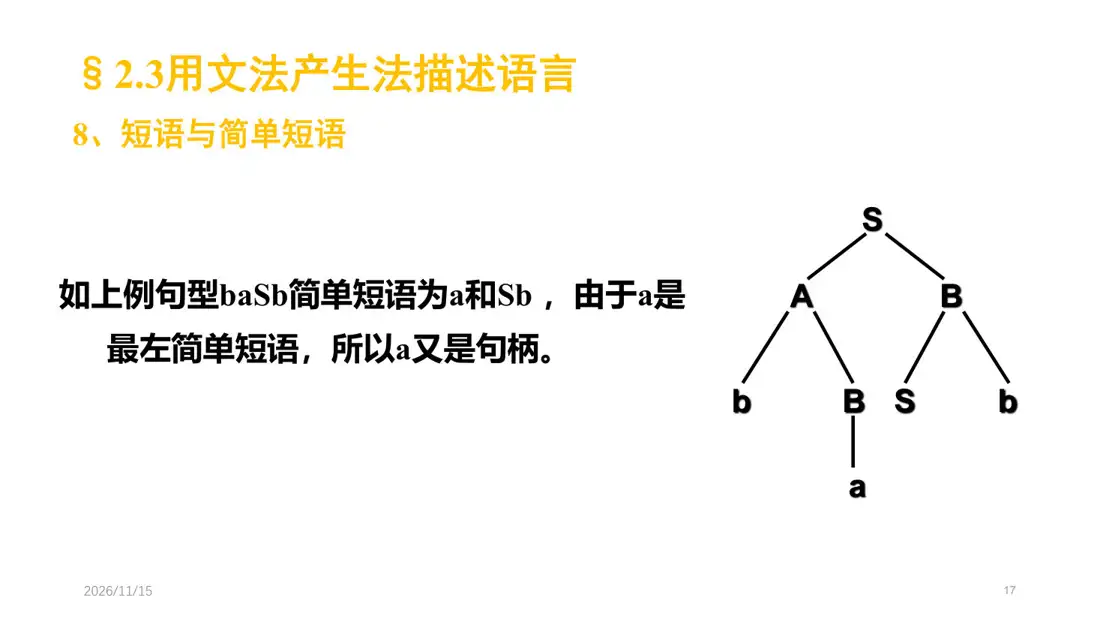 §2.3用文法产生法描述语言
8、短语与简单短语
如上例句型baSb简单短语为a和Sb ，由于a是
最左简单短语，所以a又是句柄。
S
A B
b B S b
a
2026/11/15
17